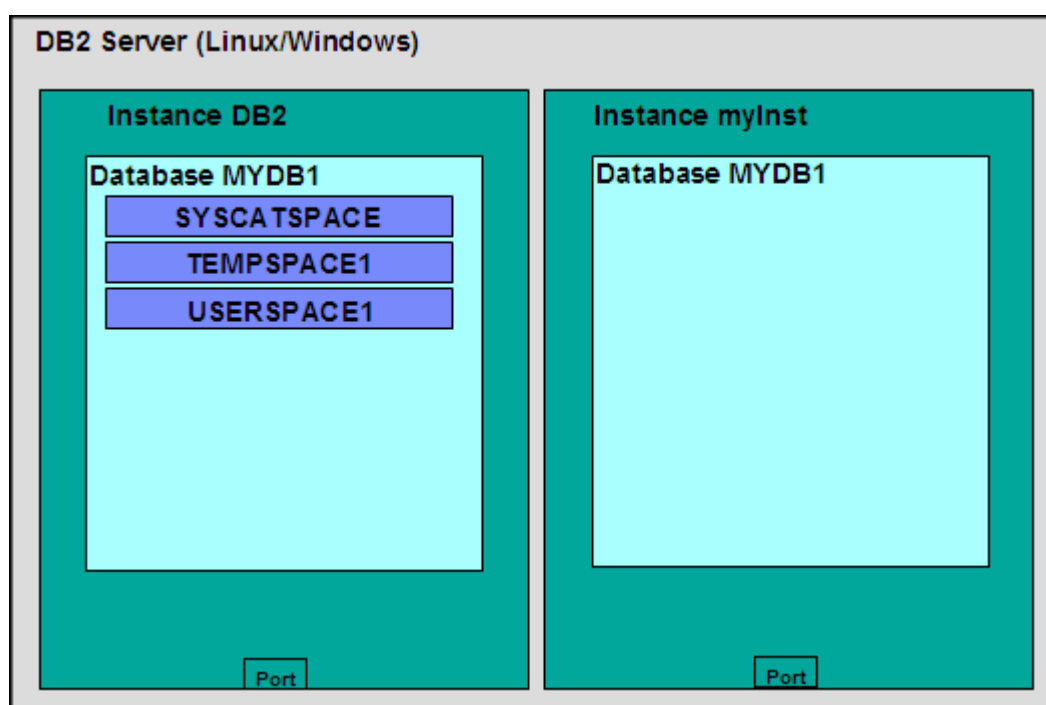 DB2 Server (Linux/Windows)
Instance DB2
Database MYDB1
SYSCATSPACE
TEMPSPACE1
USERSPACE1
Port
Instance myInst
Database MYDB1
Port